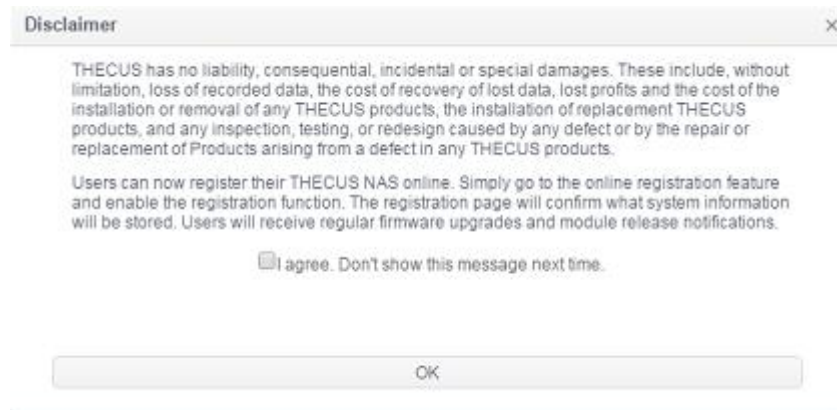 Disclaimer
THECUS has no liability, consequential, incidental or special damages. These include, without
limitation, loss of recorded data, the cost of recovery of lost data, lost profits and the cost of the
installation or removal of any THECUS products, the installation of replacement THECUS
products, and any inspection, testing, or redesign caused by any defect or by the repair or
replacement of Products arising from a defect in any THECUS products.
Users can now register their THECUS NAS online. Simply go to the online registration feature
and enable the registration function. The registration page will confirm what system information
will be stored. Users will receive regular firmware upgrades and module release notifications.
I agree. Don't show this message next time.
OK